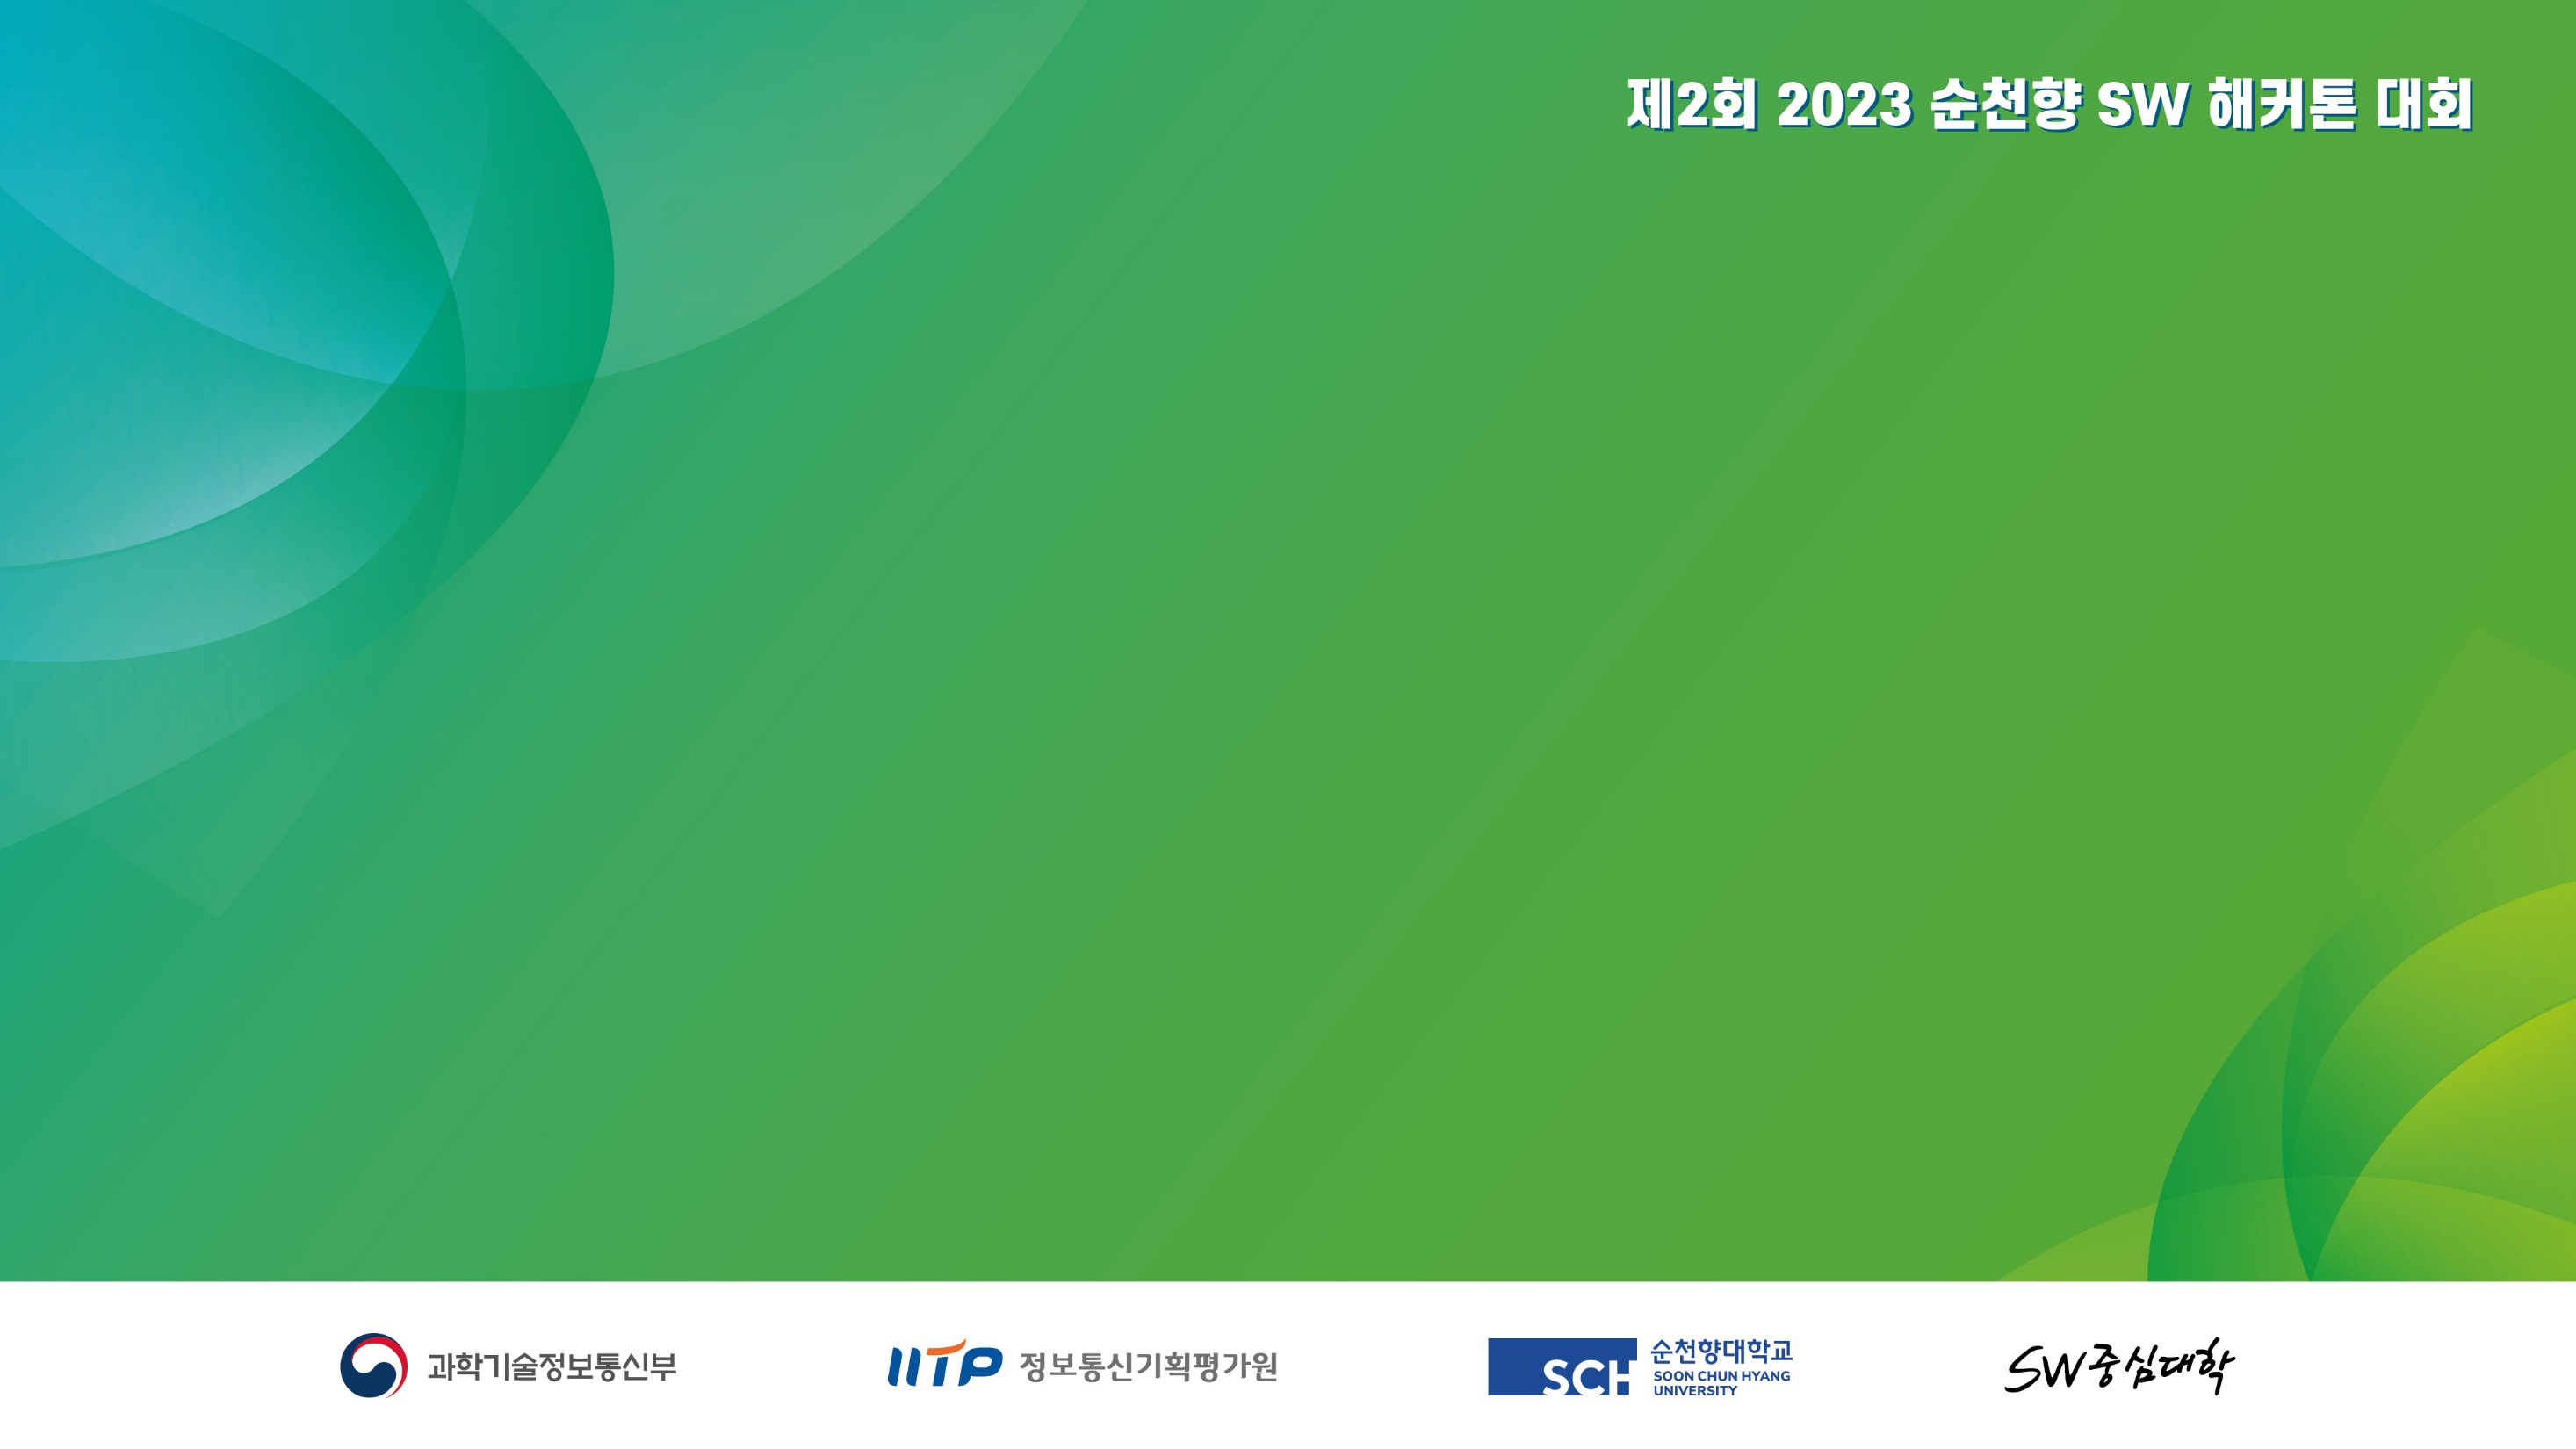 제2회 2023 순천향 SW 해커톤 대회
과학기술정보통신부
IITP 정보통신기획평가원
SCH 순천향대학교
SOON CHUN HYANG
UNIVERSITY
SW중심대학